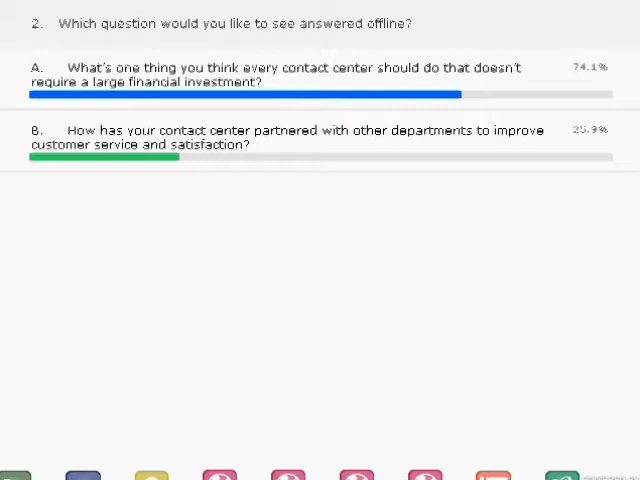 2. Which question would you like to see answered offline?
A. What's one thing you think every contact center should do that doesn't 74.1%
require a large financial investment?
B. How has your contact center partnered with other departments to improve 25.9%
customer service and satisfaction?